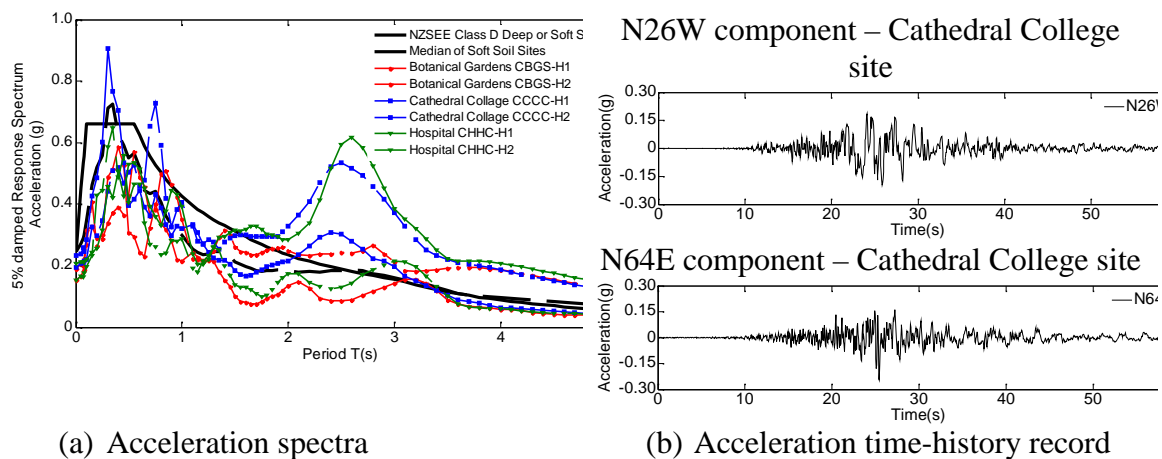 1.0
0.8
0.6
0.4
0.2
0
5% damped Response Spectrum
Acceleration (g)
0
1
2
3
4
Period T(s)
NZSEE Class D Deep or Soft S
Median of Soft Soil Sites
Botanical Gardens CBGS-H1
Botanical Gardens CBGS-H2
Cathedral Collage CCCC-H1
Cathedral Collage CCCC-H2
Hospital CHHC-H1
Hospital CHHC-H2
(a) Acceleration spectra
N26W component – Cathedral College
site
0.30
0.15
0
-0.15
-0.30
Acceleration(g)
N26W
0
10
20
30
40
50
Time(s)
N64E component – Cathedral College site
0.30
0.15
0
-0.15
-0.30
Acceleration(g)
N64
0
10
20
30
40
50
Time(s)
(b) Acceleration time-history record